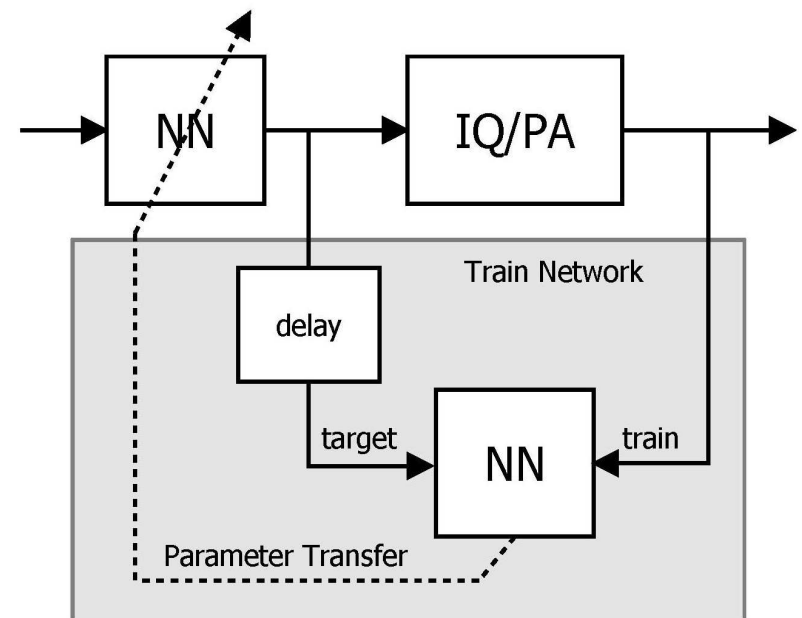 NN
IQ/PA
Train Network
delay
target
NN
train
Parameter Transfer